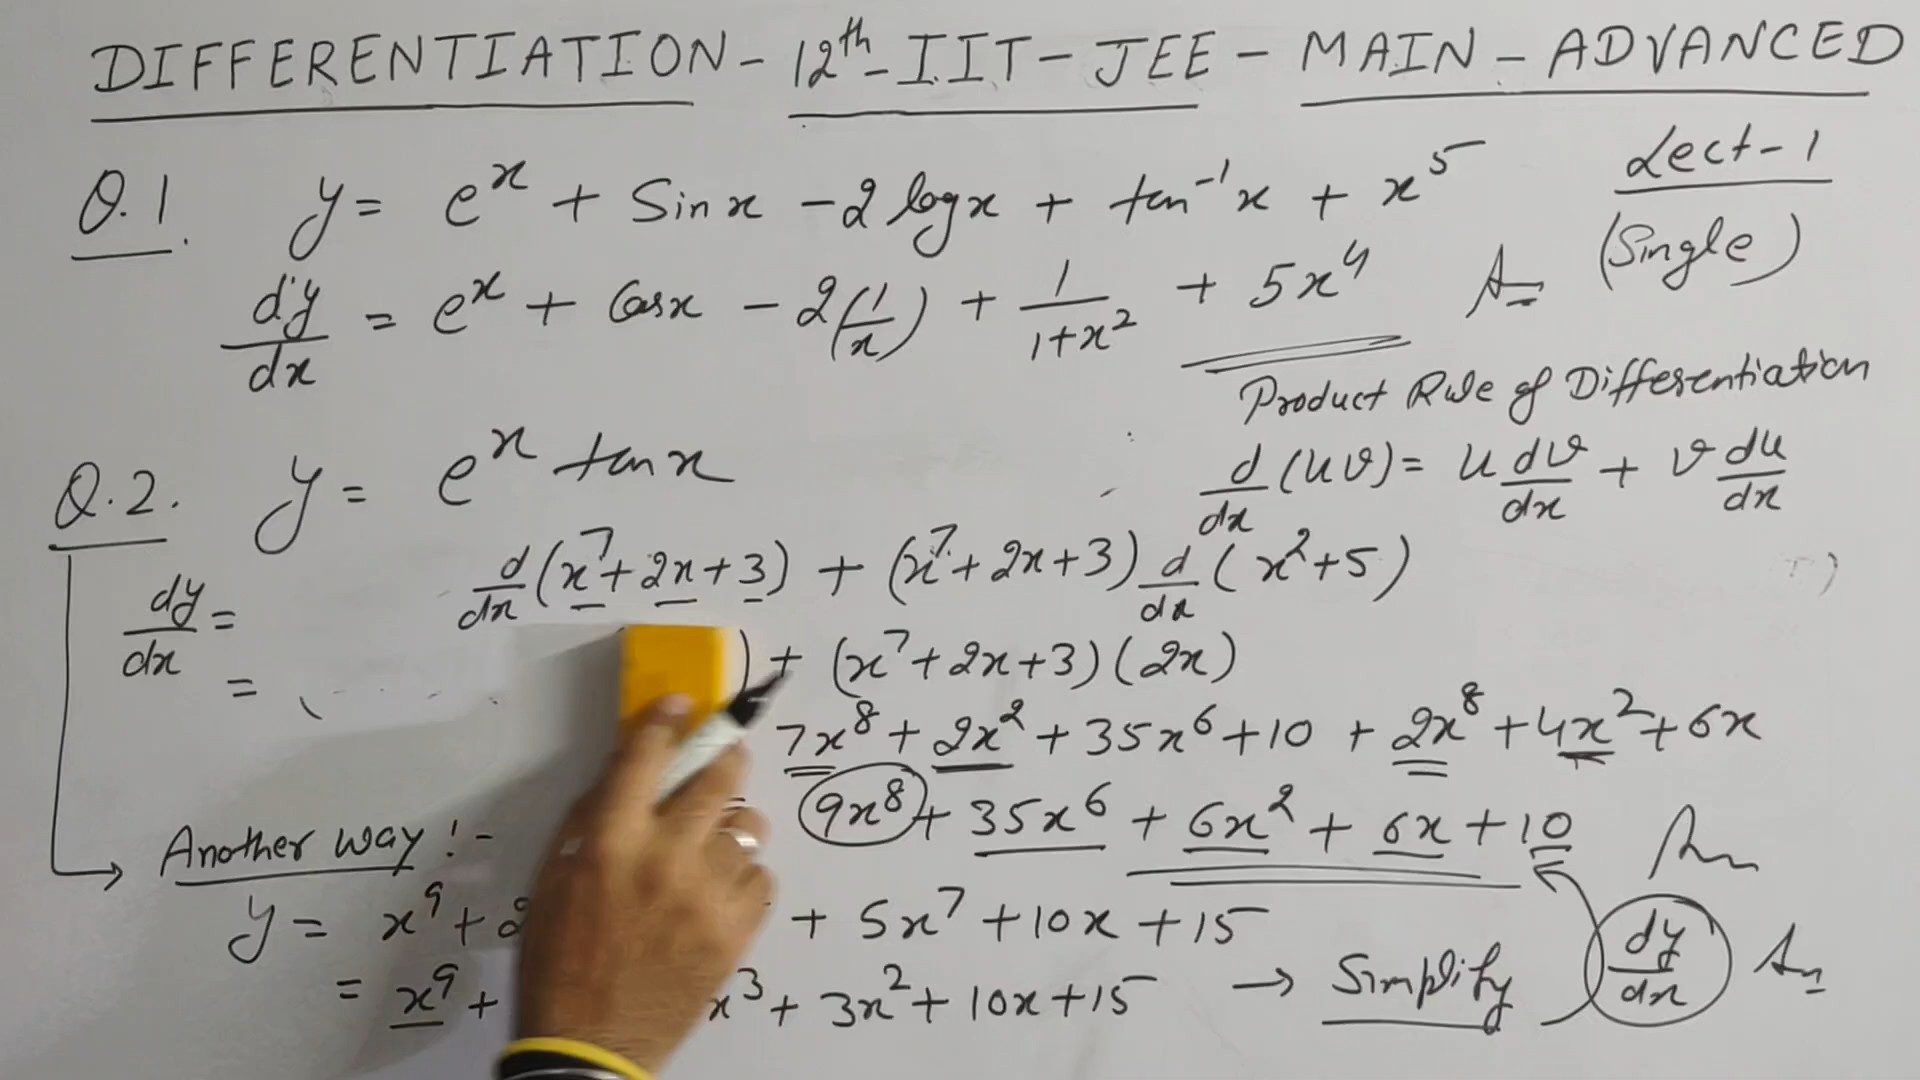 DIFFERENTIATION - 12th - IIT - JEE - MAIN - ADVANCED
Lect-1
(Single)
Q.1. y = e^x + Sin x - 2 log x + tan^-1 x + x^5
dy/dx = e^x + Cos x - 2(1/x) + 1/(1+x^2) + 5x^4 An
Product Rule of Differentiation
d/dx (uv) = u dv/dx + v du/dx
Q.2. y = e^x tan x
dy/dx = d/dx (x^7 + 2x + 3) + (x^7 + 2x + 3) d/dx (x^2 + 5)
= ( ) + (x^7 + 2x + 3) (2x)
7x^8 + 2x^2 + 35x^6 + 10 + 2x^8 + 4x^2 + 6x
= 9x^8 + 35x^6 + 6x^2 + 6x + 10 An
Another way :-
y = x^9 + 2 + 5x^7 + 10x + 15
= x^9 + x^3 + 3x^2 + 10x + 15 → Simplify dy/dx An